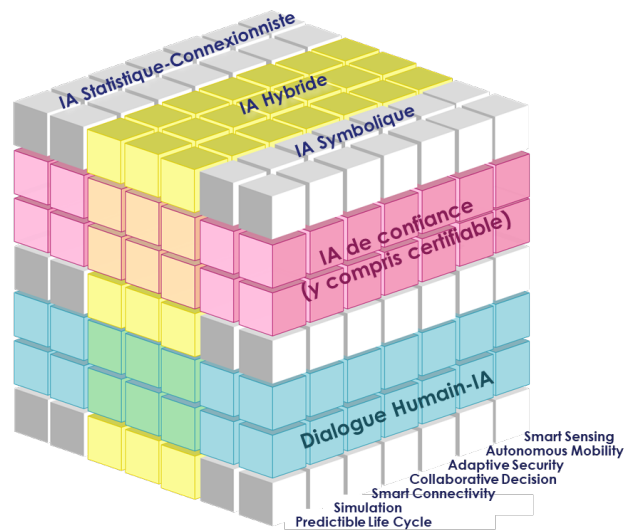 IA Statistique-Connexionniste
IA Hybride
IA Symbolique
IA de confiance
(y compris certifiable)
Dialogue Humain-IA
Smart Sensing
Autonomous Mobility
Adaptive Security
Collaborative Decision
Smart Connectivity
Simulation
Predictible Life Cycle